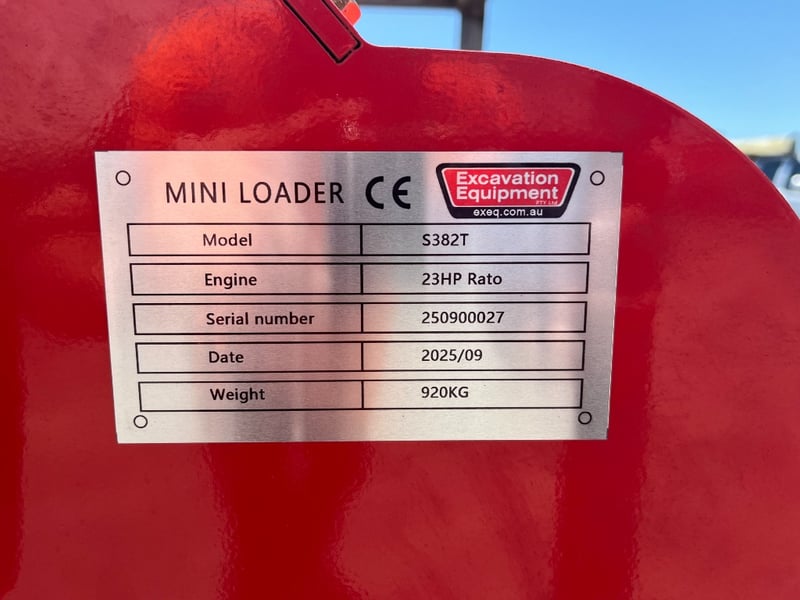 MINI LOADER CE
Excavation
Equipment
PTY Ltd
exeq.com.au
Model S382T
Engine 23HP Rato
Serial number 250900027
Date 2025/09
Weight 920KG